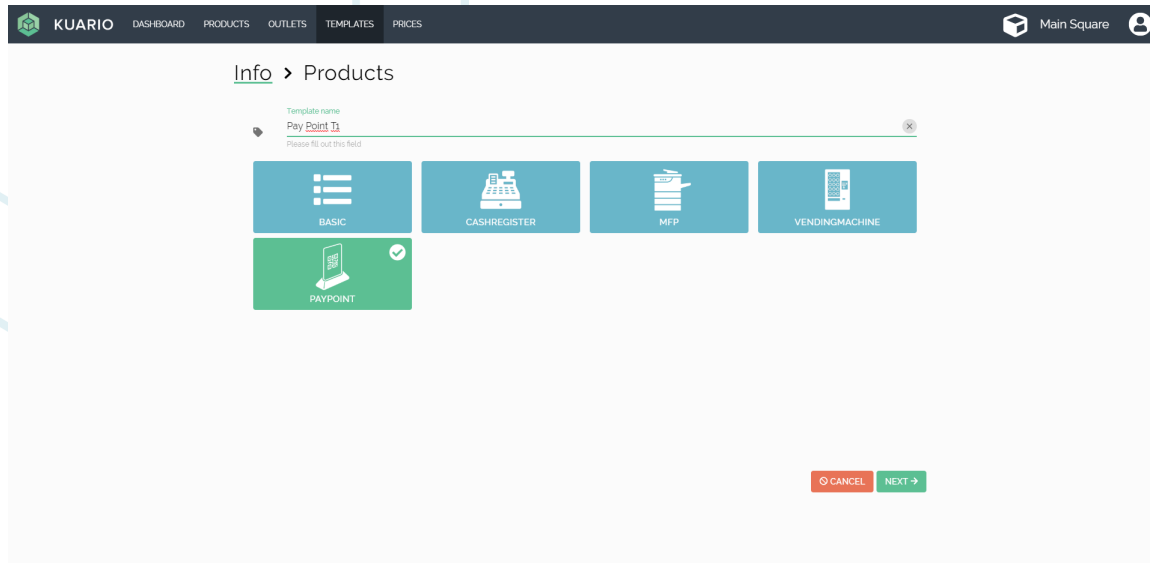 KUARIO DASHBOARD PRODUCTS OUTLETS TEMPLATES PRICES Main Square
Info > Products
Template name
Pay Point T1
Please fill out this field
BASIC CASHREGISTER MFP VENDINGMACHINE
PAYPOINT
CANCEL NEXT →